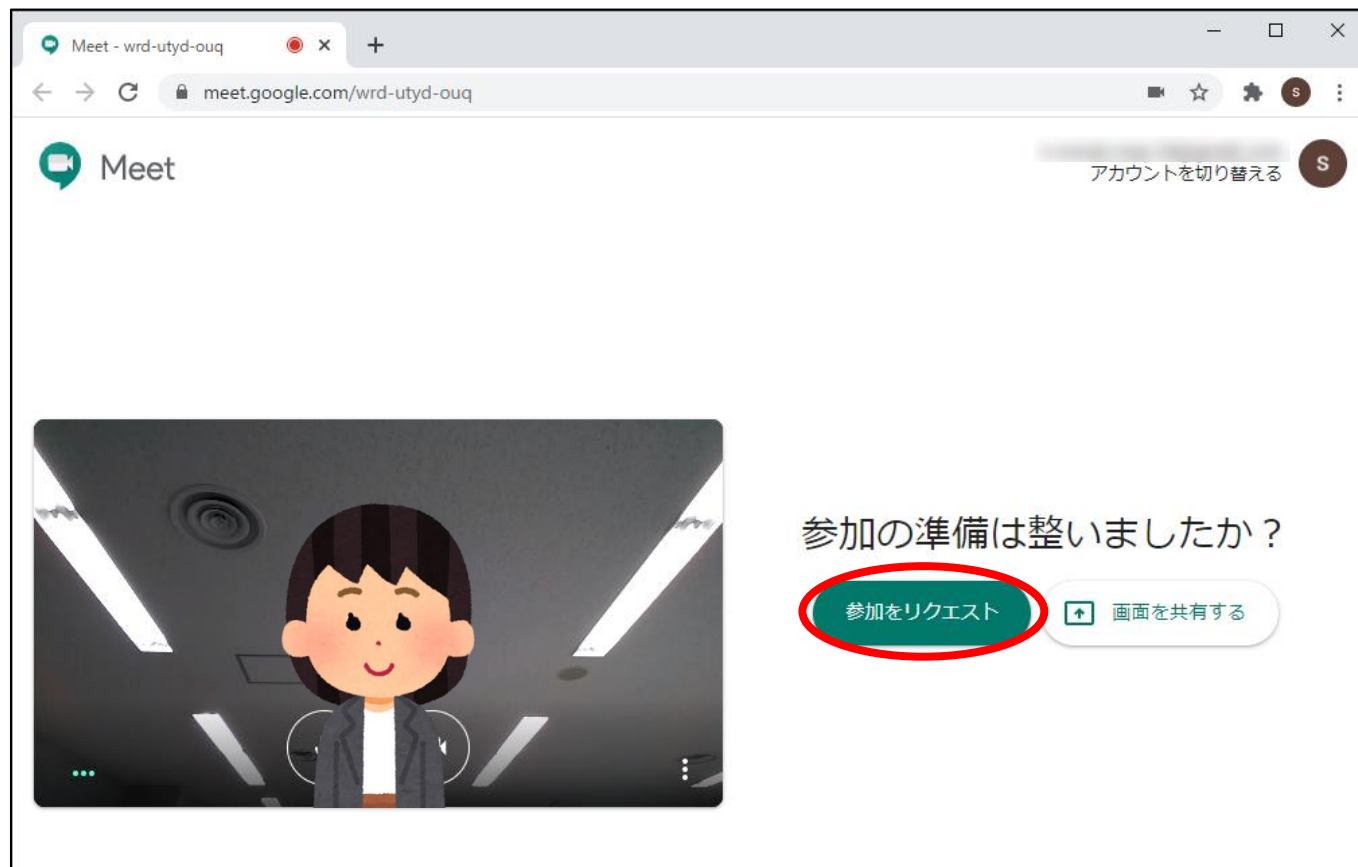 Meet - wrd-utyd-ouq
meet.google.com/wrd-utyd-ouq
S
Meet
アカウントを切り替える
S
参加の準備は整いましたか？
参加をリクエスト
画面を共有する